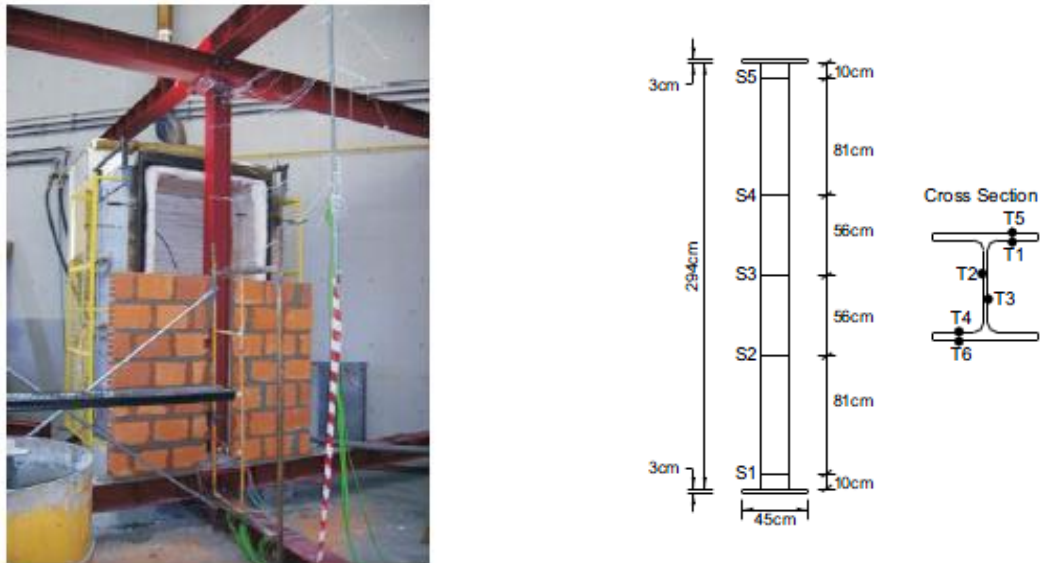 3cm
S5
10cm
81cm
S4
56cm
294cm
S3
56cm
S2
81cm
3cm
S1
10cm
45cm
Cross Section
T5
T1
T2
T3
T4
T6